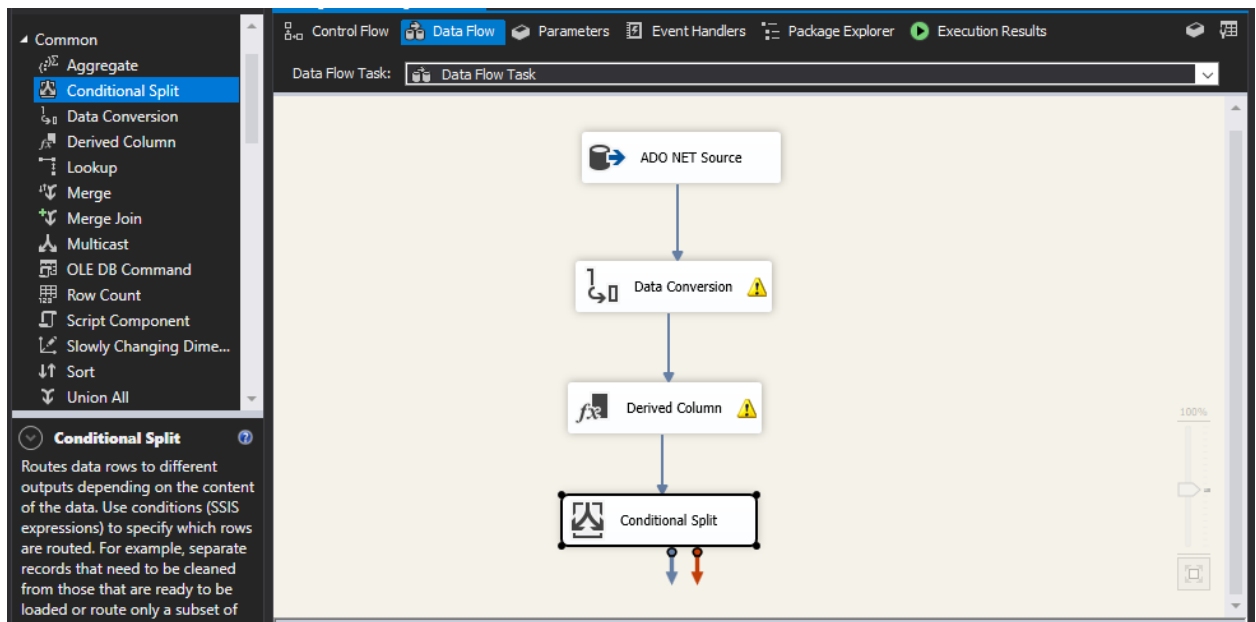 Common
Aggregate
Conditional Split
Data Conversion
Derived Column
Lookup
Merge
Merge Join
Multicast
OLE DB Command
Row Count
Script Component
Slowly Changing Dime...
Sort
Union All
Conditional Split
Routes data rows to different
outputs depending on the content
of the data. Use conditions (SSIS
expressions) to specify which rows
are routed. For example, separate
records that need to be cleaned
from those that are ready to be
loaded or route only a subset of
Control Flow Data Flow Parameters Event Handlers Package Explorer Execution Results
Data Flow Task: Data Flow Task
ADO NET Source
Data Conversion
Derived Column
Conditional Split
100%